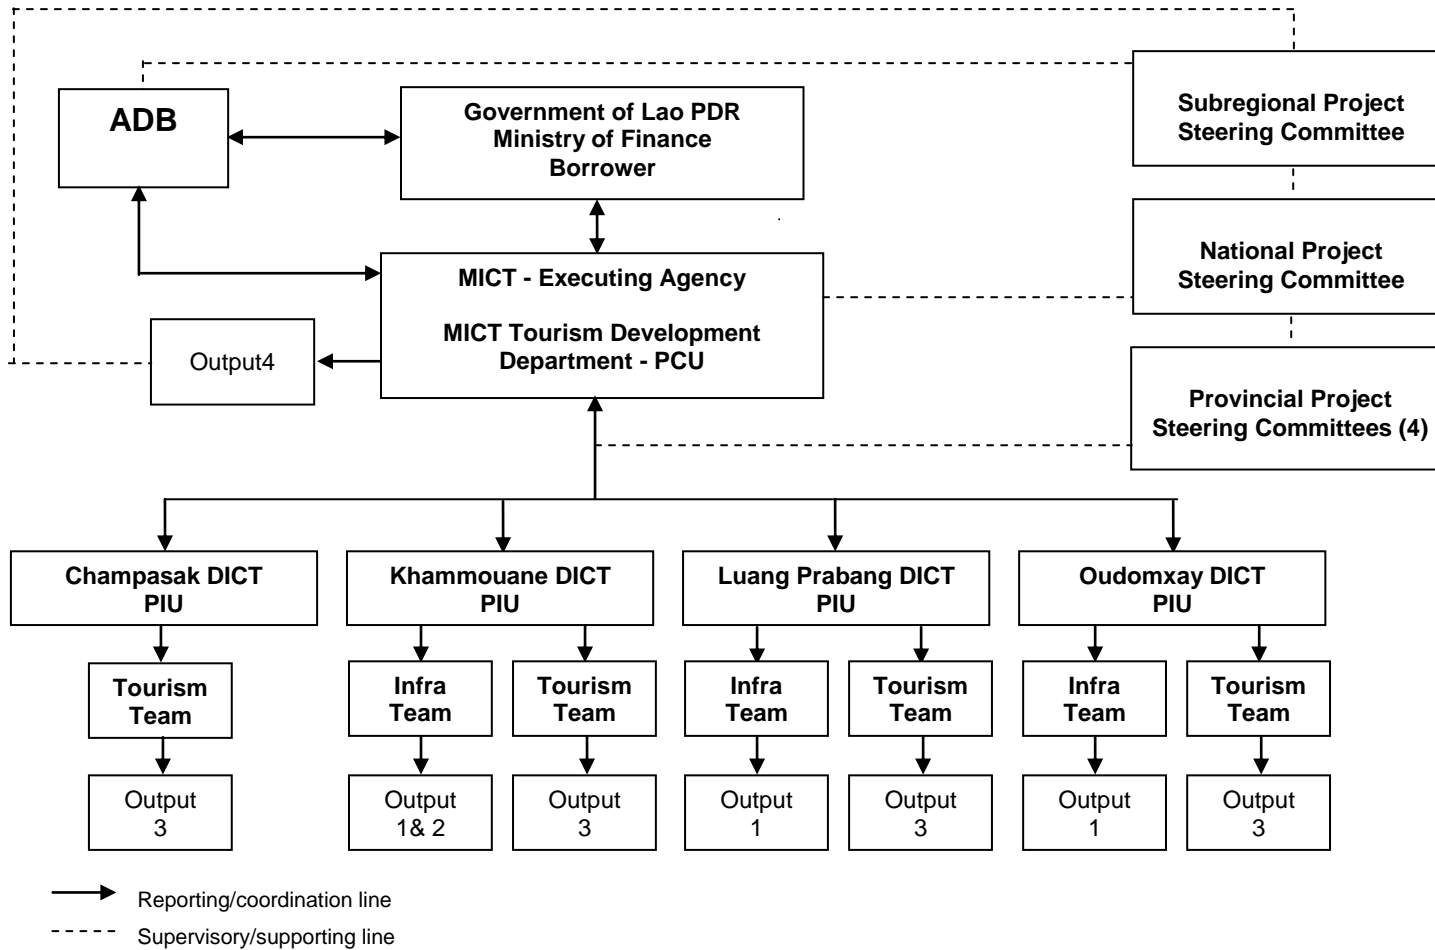 ADB
Government of Lao PDR
Ministry of Finance
Borrower
Subregional Project
Steering Committee
National Project
Steering Committee
MICT - Executing Agency
MICT Tourism Development
Department - PCU
Output4
Provincial Project
Steering Committees (4)
Champasak DICT
PIU
Khammouane DICT
PIU
Luang Prabang DICT
PIU
Oudomxay DICT
PIU
Tourism
Team
Infra
Team
Tourism
Team
Infra
Team
Tourism
Team
Infra
Team
Tourism
Team
Output
3
Output
1& 2
Output
3
Output
1
Output
3
Output
1
Output
3
Reporting/coordination line
Supervisory/supporting line